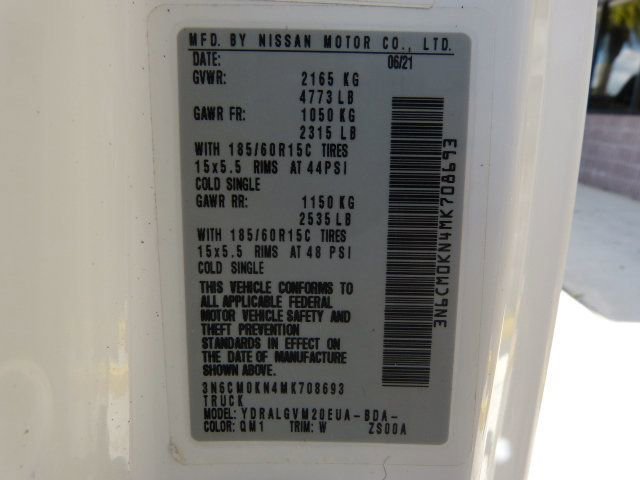 MFD. BY NISSAN MOTOR CO., LTD.
DATE: 06/21
GVWR: 2165 KG
4773 LB
GAWR FR: 1050 KG
2315 LB
WITH 185/60R15C TIRES
15x5.5 RIMS AT 44PSI
COLD SINGLE
GAWR RR: 1150 KG
2535 LB
WITH 185/60R15C TIRES
15x5.5 RIMS AT 48 PSI
COLD SINGLE
THIS VEHICLE CONFORMS TO
ALL APPLICABLE FEDERAL
MOTOR VEHICLE SAFETY AND
THEFT PREVENTION
STANDARDS IN EFFECT ON
THE DATE OF MANUFACTURE
SHOWN ABOVE.
3N6CM0KN4MK708693
TRUCK
MODEL: YDRALGVM20EUA-BDA-
COLOR: QM1 TRIM: W ZS00A
3N6CM0KN4MK708693